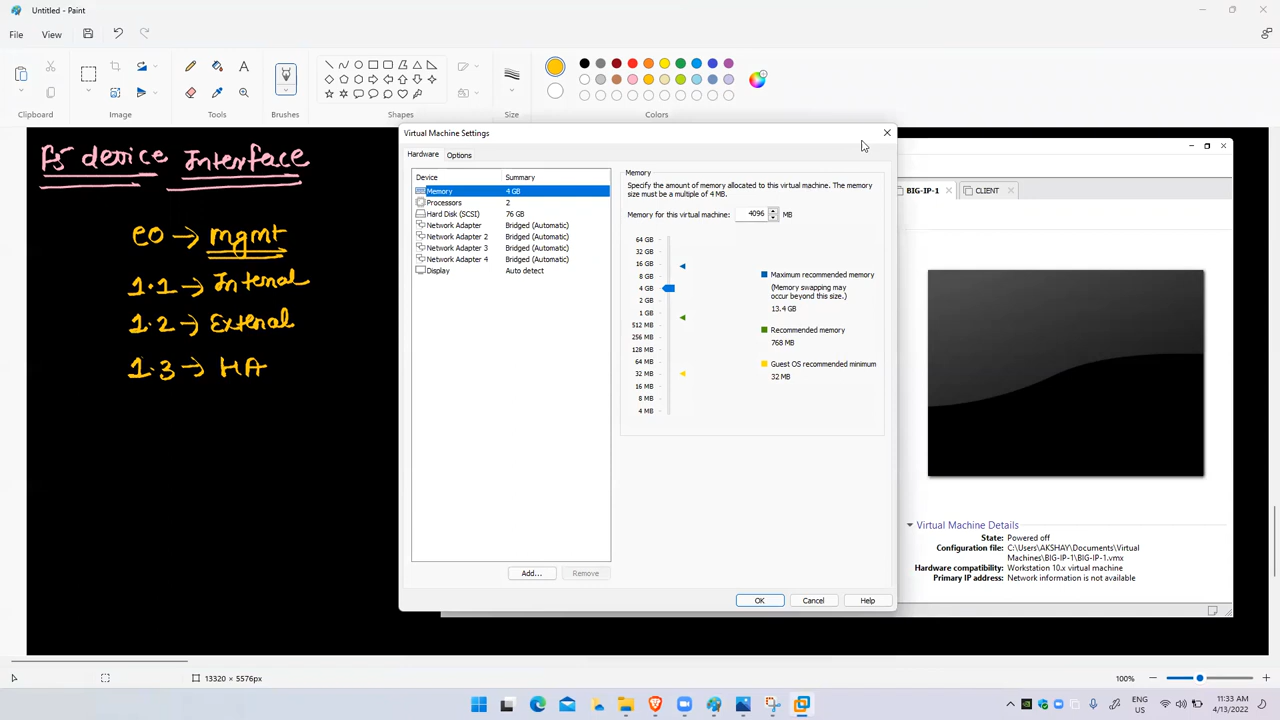 Untitled - Paint
File View
Clipboard
Image
Tools
Brushes
Shapes
Size
Colors
F5 device Interface
e0 → mgmt
1.1 → Internal
1.2 → External
1.3 → HA
Virtual Machine Settings
Hardware Options
Device Summary
Memory 4 GB
Processors 2
Hard Disk (SCSI) 76 GB
Network Adapter Bridged (Automatic)
Network Adapter 2 Bridged (Automatic)
Network Adapter 3 Bridged (Automatic)
Network Adapter 4 Bridged (Automatic)
Display Auto detect
Add... Remove
Memory
Specify the amount of memory allocated to this virtual machine. The memory
size must be a multiple of 4 MB.
Memory for this virtual machine: 4096 MB
64 GB
32 GB
16 GB
8 GB
4 GB
2 GB
1 GB
512 MB
256 MB
128 MB
64 MB
32 MB
16 MB
8 MB
4 MB
Maximum recommended memory
(Memory swapping may
occur beyond this size.)
13.4 GB
Recommended memory
768 MB
Guest OS recommended minimum
32 MB
OK Cancel Help
BIG-IP-1 CLIENT
Virtual Machine Details
State: Powered off
Configuration file: C:\Users\AKSHAY\Documents\Virtual
Machines\BIG-IP-1\BIG-IP-1.vmx
Hardware compatibility: Workstation 10.x virtual machine
Primary IP address: Network information is not available
13320 × 5576px
100%
ENG
US
11:33 AM
4/13/2022